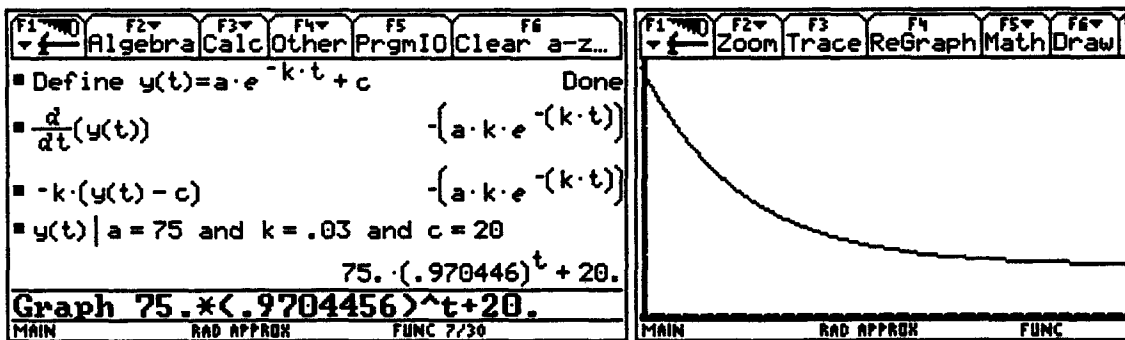 F1 F2 F3 F4 F5 F6
Algebra Calc Other PrgmIO Clear a-z…
▪ Define y(t)=a·e^-k·t + c Done
▪ d/dt(y(t)) -(a·k·e^-(k·t))
▪ -k·(y(t) - c) -(a·k·e^-(k·t))
▪ y(t)|a = 75 and k = .03 and c = 20
75.·(.970446)^t + 20.
Graph 75.*(.9704456)^t+20.
MAIN RAD APPROX FUNC 7/30
F1 F2 F3 F4 F5 F6
Zoom Trace ReGraph Math Draw
MAIN RAD APPROX FUNC